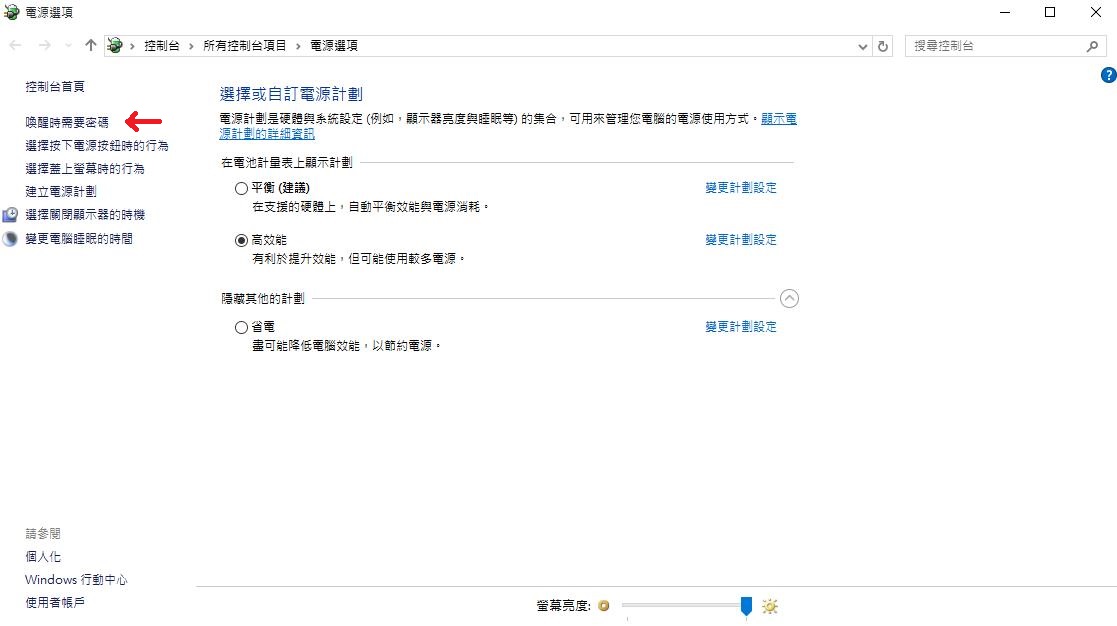 電源選項
控制台 > 所有控制台項目 > 電源選項
搜尋控制台
控制台首頁
喚醒時需要密碼
選擇按下電源按鈕時的行為
選擇蓋上螢幕時的行為
建立電源計劃
選擇關閉顯示器的時機
變更電腦睡眠的時間
選擇或自訂電源計劃
電源計劃是硬體與系統設定 (例如，顯示器亮度與睡眠等) 的集合，可用來管理您電腦的電源使用方式。顯示電
源計劃的詳細資訊
在電池計量表上顯示計劃
平衡 (建議)
變更計劃設定
在支援的硬體上，自動平衡效能與電源消耗。
高效能
變更計劃設定
有利於提升效能，但可能使用較多電源。
隱藏其他的計劃
省電
變更計劃設定
盡可能降低電腦效能，以節約電源。
請參閱
個人化
Windows 行動中心
使用者帳戶
螢幕亮度:
?